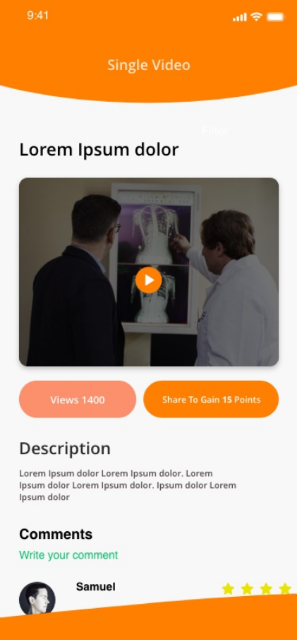 9:41
Single Video
Lorem Ipsum dolor
Views 1400
Share To Gain 15 Points
Description
Lorem Ipsum dolor Lorem Ipsum dolor. Lorem
Ipsum dolor Lorem Ipsum dolor. Ipsum dolor Lorem
Ipsum dolor
Comments
Write your comment
Samuel